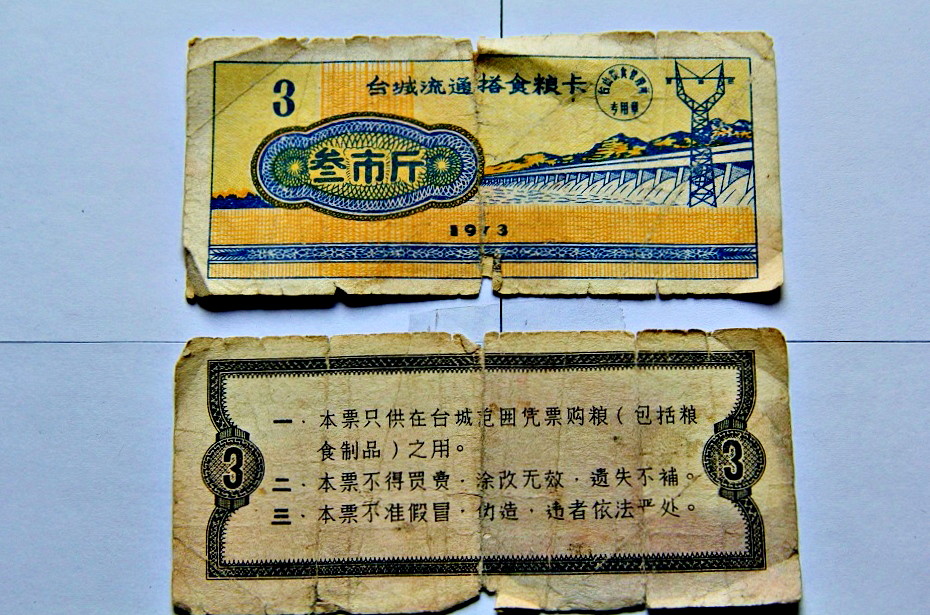 3
台城流通搭食粮卡
专用章
叁市斤
1973
一·本票只供在台城范围凭票购粮(包括粮
食制品)之用。
3
3
二·本票不得买卖·涂改无效·遗失不補。
三·本票不准假冒·伪造·违者依法严处。